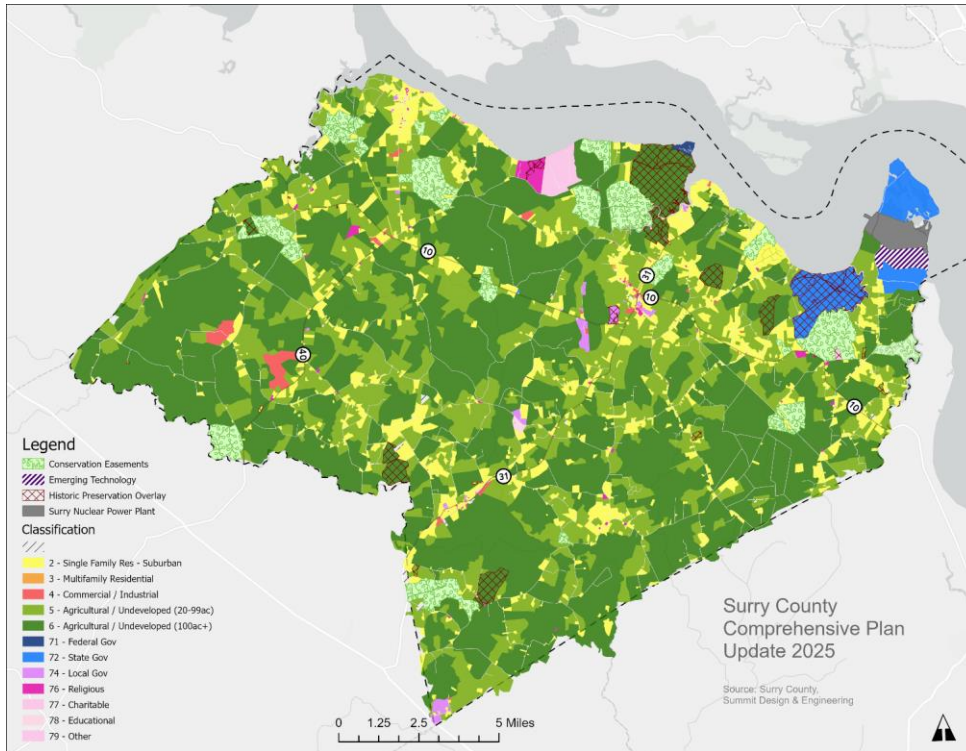 10
31
10
40
10
31
Legend
Conservation Easements
Emerging Technology
Historic Preservation Overlay
Surry Nuclear Power Plant
Classification
2 - Single Family Res - Suburban
3 - Multifamily Residential
4 - Commercial / Industrial
5 - Agricultural / Undeveloped (20-99ac)
6 - Agricultural / Undeveloped (100ac+)
71 - Federal Gov
72 - State Gov
74 - Local Gov
76 - Religious
77 - Charitable
78 - Educational
79 - Other
0 1.25 2.5 5 Miles
Surry County
Comprehensive Plan
Update 2025
Source: Surry County,
Summit Design & Engineering